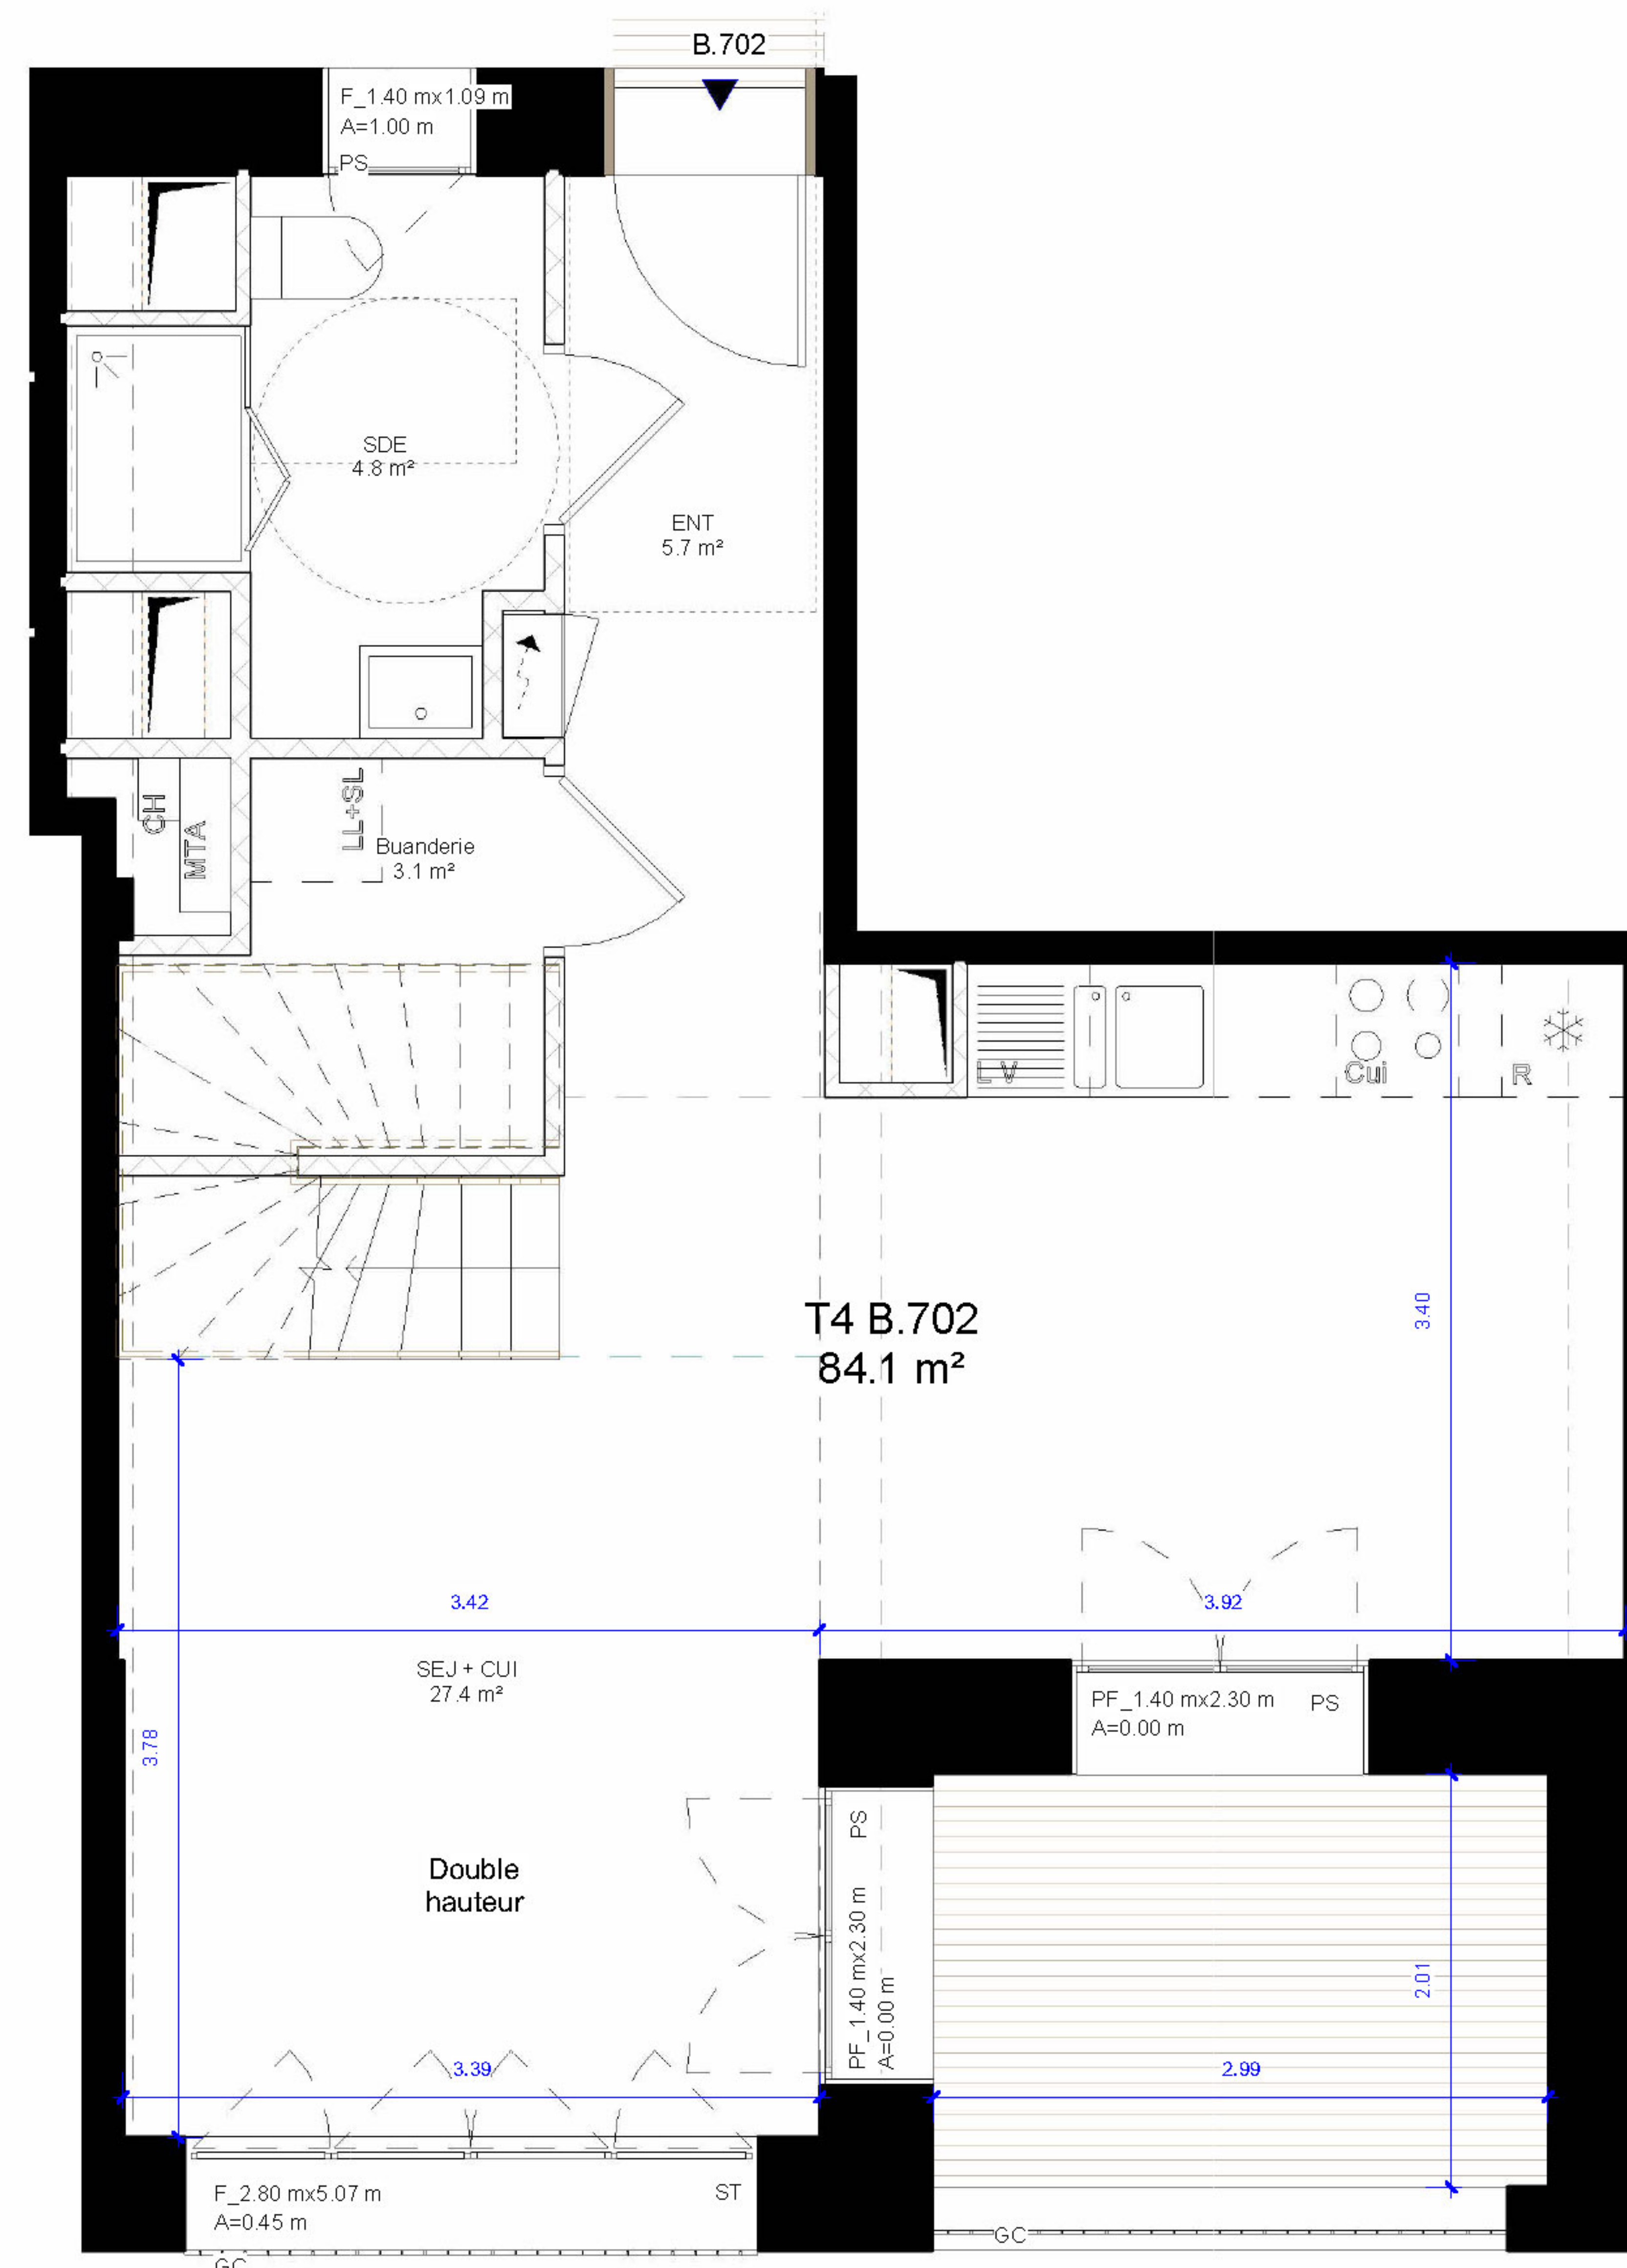 B.702
F_1.40 mx1.09 m
A=1.00 m
PS
SDE
4.8 m²
ENT
5.7 m²
CH
MTA
LL+SL
Buanderie
3.1 m²
LV
Cui
R
T4 B.702
84.1 m²
3.40
3.42
3.92
SEJ + CUI
27.4 m²
PF_1.40 mx2.30 m
PS
A=0.00 m
3.78
Double
hauteur
PS
PF_1.40 mx2.30 m
A=0.00 m
2.01
3.39
2.99
F_2.80 mx5.07 m
ST
A=0.45 m
GC
GC